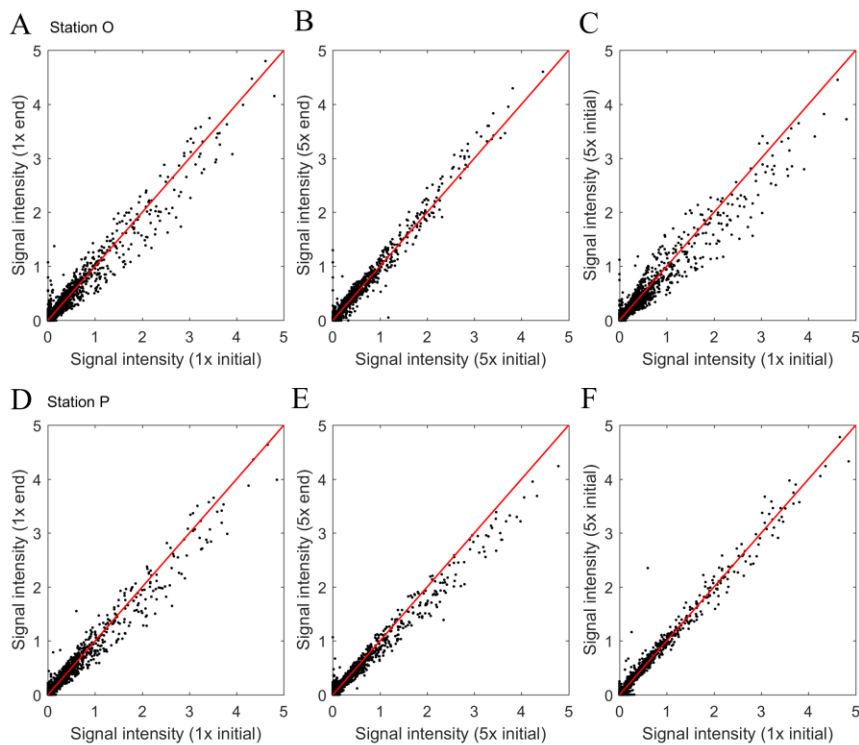 A Station O
5
4
3
2
1
0
Signal intensity (1x end)
0 1 2 3 4 5
Signal intensity (1x initial)
B
5
4
3
2
1
0
Signal intensity (5x end)
0 1 2 3 4 5
Signal intensity (5x initial)
C
5
4
3
2
1
0
Signal intensity (5x initial)
0 1 2 3 4 5
Signal intensity (1x initial)
D Station P
5
4
3
2
1
0
Signal intensity (1x end)
0 1 2 3 4 5
Signal intensity (1x initial)
E
5
4
3
2
1
0
Signal intensity (5x end)
0 1 2 3 4 5
Signal intensity (5x initial)
F
5
4
3
2
1
0
Signal intensity (5x initial)
0 1 2 3 4 5
Signal intensity (1x initial)